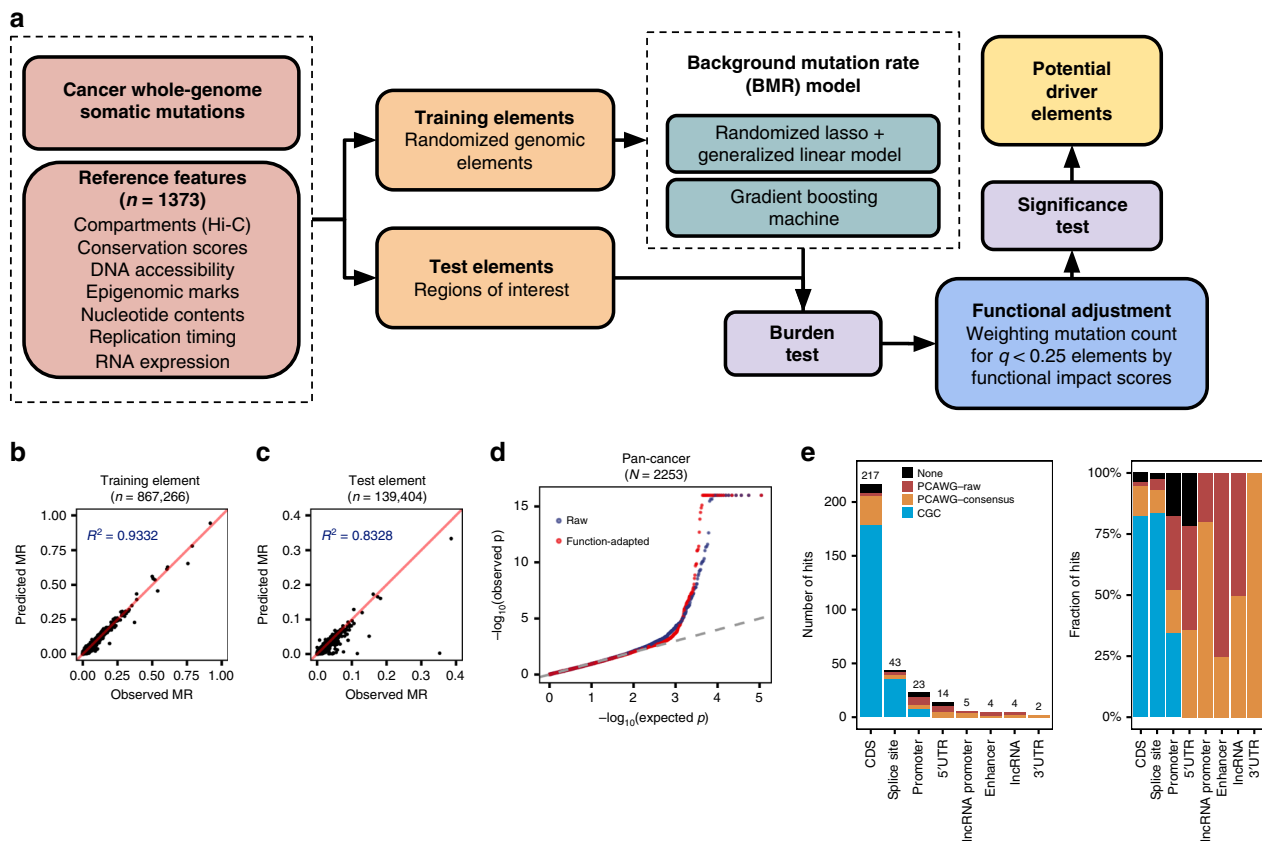 a
Cancer whole-genome
somatic mutations
Reference features
(n = 1373)
Compartments (Hi-C)
Conservation scores
DNA accessibility
Epigenomic marks
Nucleotide contents
Replication timing
RNA expression
Training elements
Randomized genomic
elements
Test elements
Regions of interest
Background mutation rate
(BMR) model
Randomized lasso +
generalized linear model
Gradient boosting
machine
Burden
test
Functional adjustment
Weighting mutation count
for q < 0.25 elements by
functional impact scores
Significance
test
Potential
driver
elements
b
Training element
(n = 867,266)
R² = 0.9332
Predicted MR
1.00
0.75
0.50
0.25
0.00
0.00 0.25 0.50 0.75 1.00
Observed MR
c
Test element
(n = 139,404)
R² = 0.8328
Predicted MR
0.4
0.3
0.2
0.1
0.0
0.0 0.1 0.2 0.3 0.4
Observed MR
d
Pan-cancer
(N = 2253)
Raw
Function-adapted
–log10(observed p)
15
10
5
0
0 1 2 3 4 5
–log10(expected p)
e
None
PCAWG–raw
PCAWG–consensus
CGC
Number of hits
200
150
100
50
0
217
43
23
14
5
4
4
2
CDS
Splice site
Promoter
5′UTR
lncRNA promoter
Enhancer
lncRNA
3′UTR
Fraction of hits
100%
75%
50%
25%
0%
CDS
Splice site
Promoter
5′UTR
lncRNA promoter
Enhancer
lncRNA
3′UTR